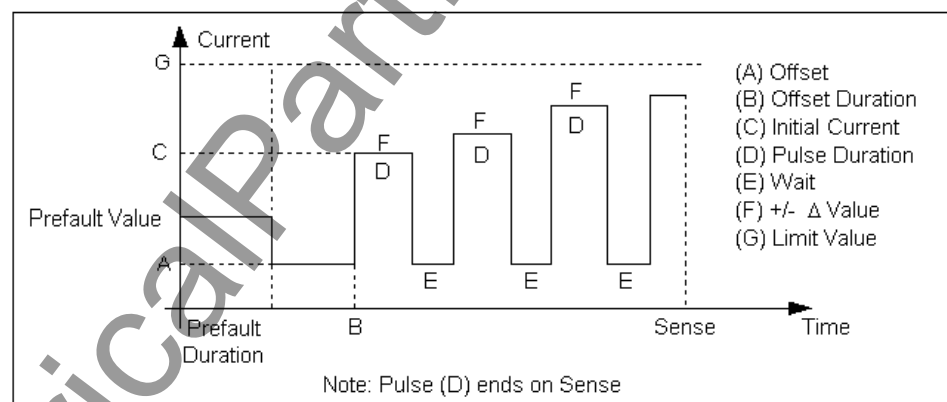 Current
G
C
Prefault Value
A
F
D
F
D
F
D
E
E
E
(A) Offset
(B) Offset Duration
(C) Initial Current
(D) Pulse Duration
(E) Wait
(F) +/- Δ Value
(G) Limit Value
Prefault
Duration
B
Sense
Time
Note: Pulse (D) ends on Sense